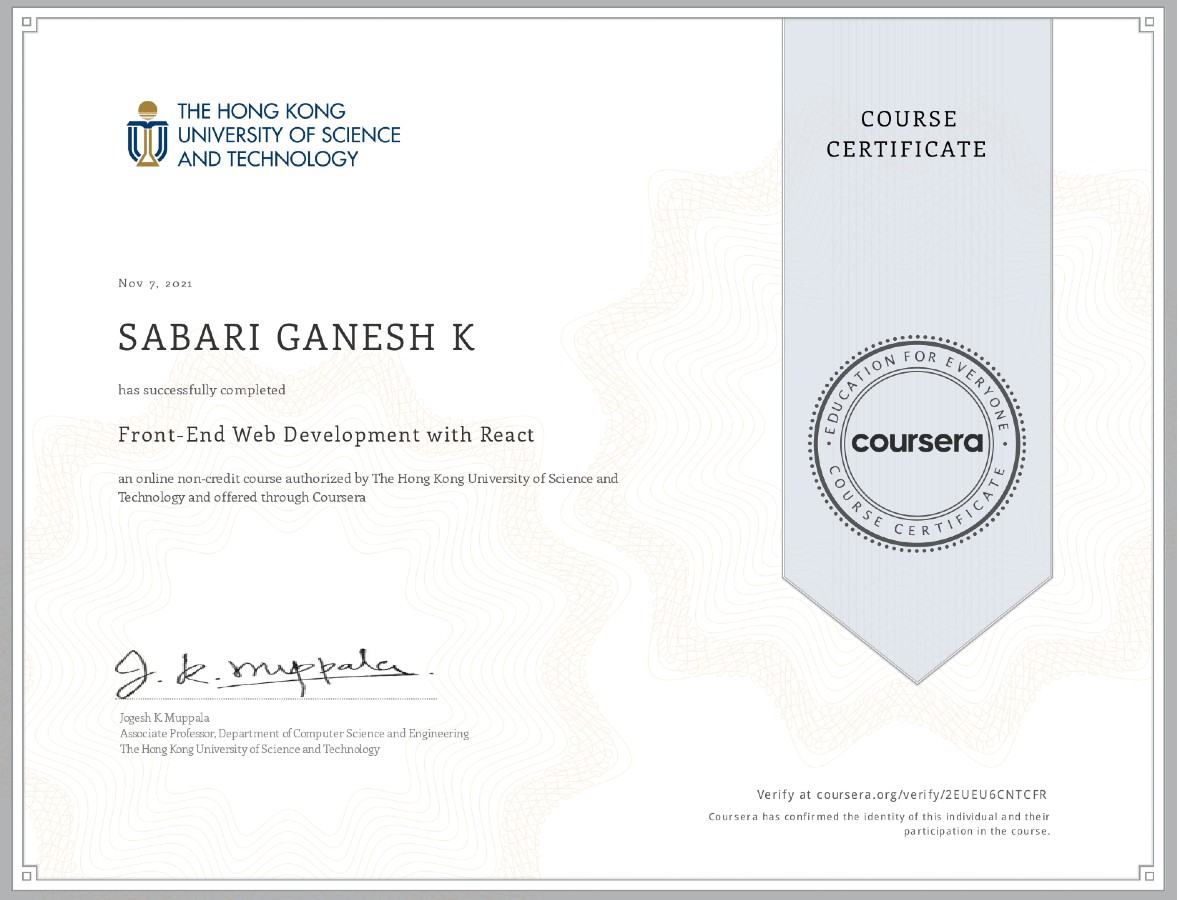 THE HONG KONG
UNIVERSITY OF SCIENCE
AND TECHNOLOGY
COURSE
CERTIFICATE
Nov 7, 2021
SABARI GANESH K
has successfully completed
Front-End Web Development with React
an online non-credit course authorized by The Hong Kong University of Science and
Technology and offered through Coursera
EDUCATION FOR EVERYONE
coursera
COURSE CERTIFICATE
J. K. Muppala.
Jogesh K. Muppala
Associate Professor, Department of Computer Science and Engineering
The Hong Kong University of Science and Technology
Verify at coursera.org/verify/2EUEU6CNTCFR
Coursera has confirmed the identity of this individual and their
participation in the course.